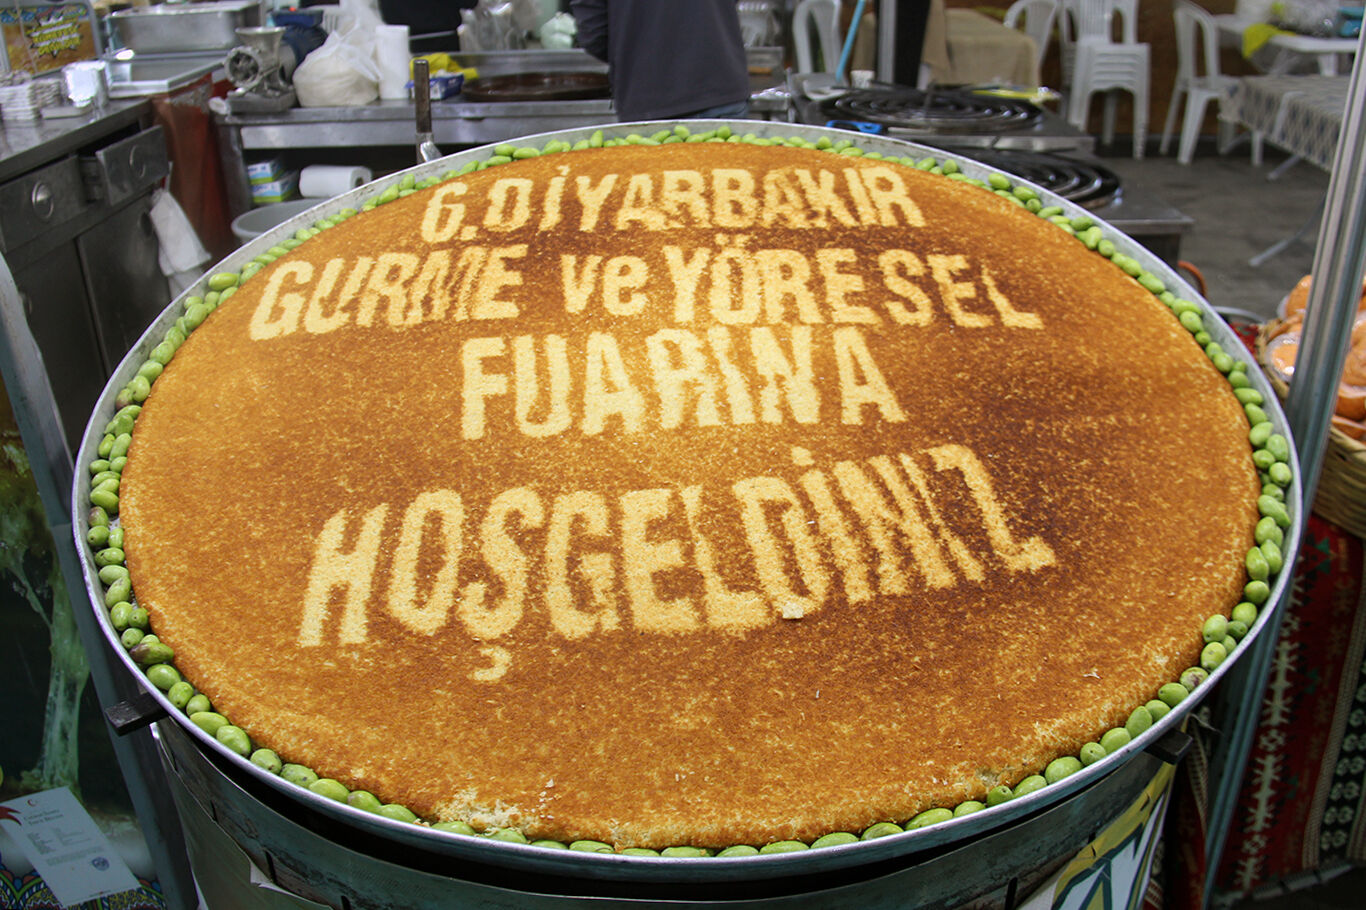 6. DİYARBAKIR
GURME ve YÖRESEL
FUARINA
HOŞGELDİNİZ